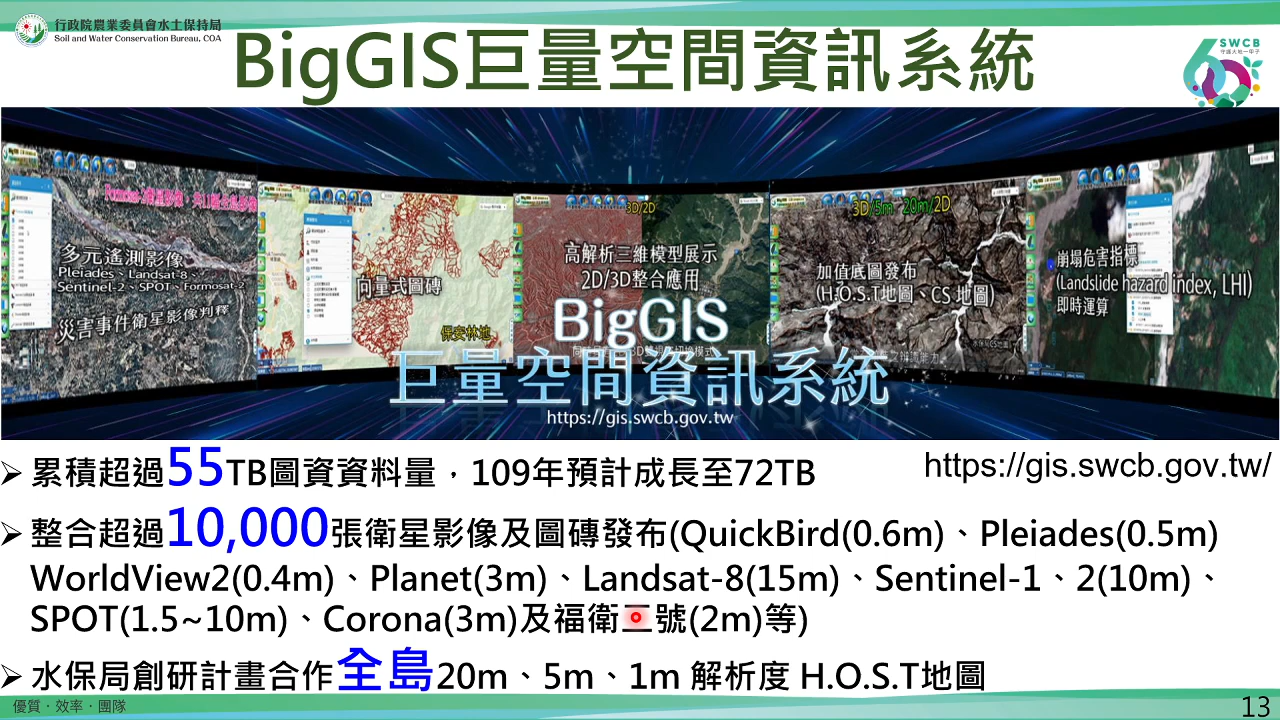 行政院農業委員會水土保持局
Soil and Water Conservation Bureau, COA
BigGIS巨量空間資訊系統
SWCB
守護大地一甲子
多元遙測影像
Pleiades、Landsat-8、
Sentinel-2、SPOT、Formosat-2
災害事件衛星影像判釋
向量式圖磚
保安林地
3D/2D
高解析三維模型展示
2D/3D整合應用
3D/5m 20m/2D
加值底圖發布
(H.O.S.T地圖、CS地圖)
崩塌危害指標
(Landslide hazard index, LHI)
即時運算
BigGIS
巨量空間資訊系統
https://gis.swcb.gov.tw
累積超過55TB圖資資料量，109年預計成長至72TB
https://gis.swcb.gov.tw/
整合超過10,000張衛星影像及圖磚發布(QuickBird(0.6m)、Pleiades(0.5m)
WorldView2(0.4m)、Planet(3m)、Landsat-8(15m)、Sentinel-1、2(10m)、
SPOT(1.5~10m)、Corona(3m)及福衛二號(2m)等)
水保局創研計畫合作全島20m、5m、1m 解析度 H.O.S.T地圖
優質．效率．團隊
13